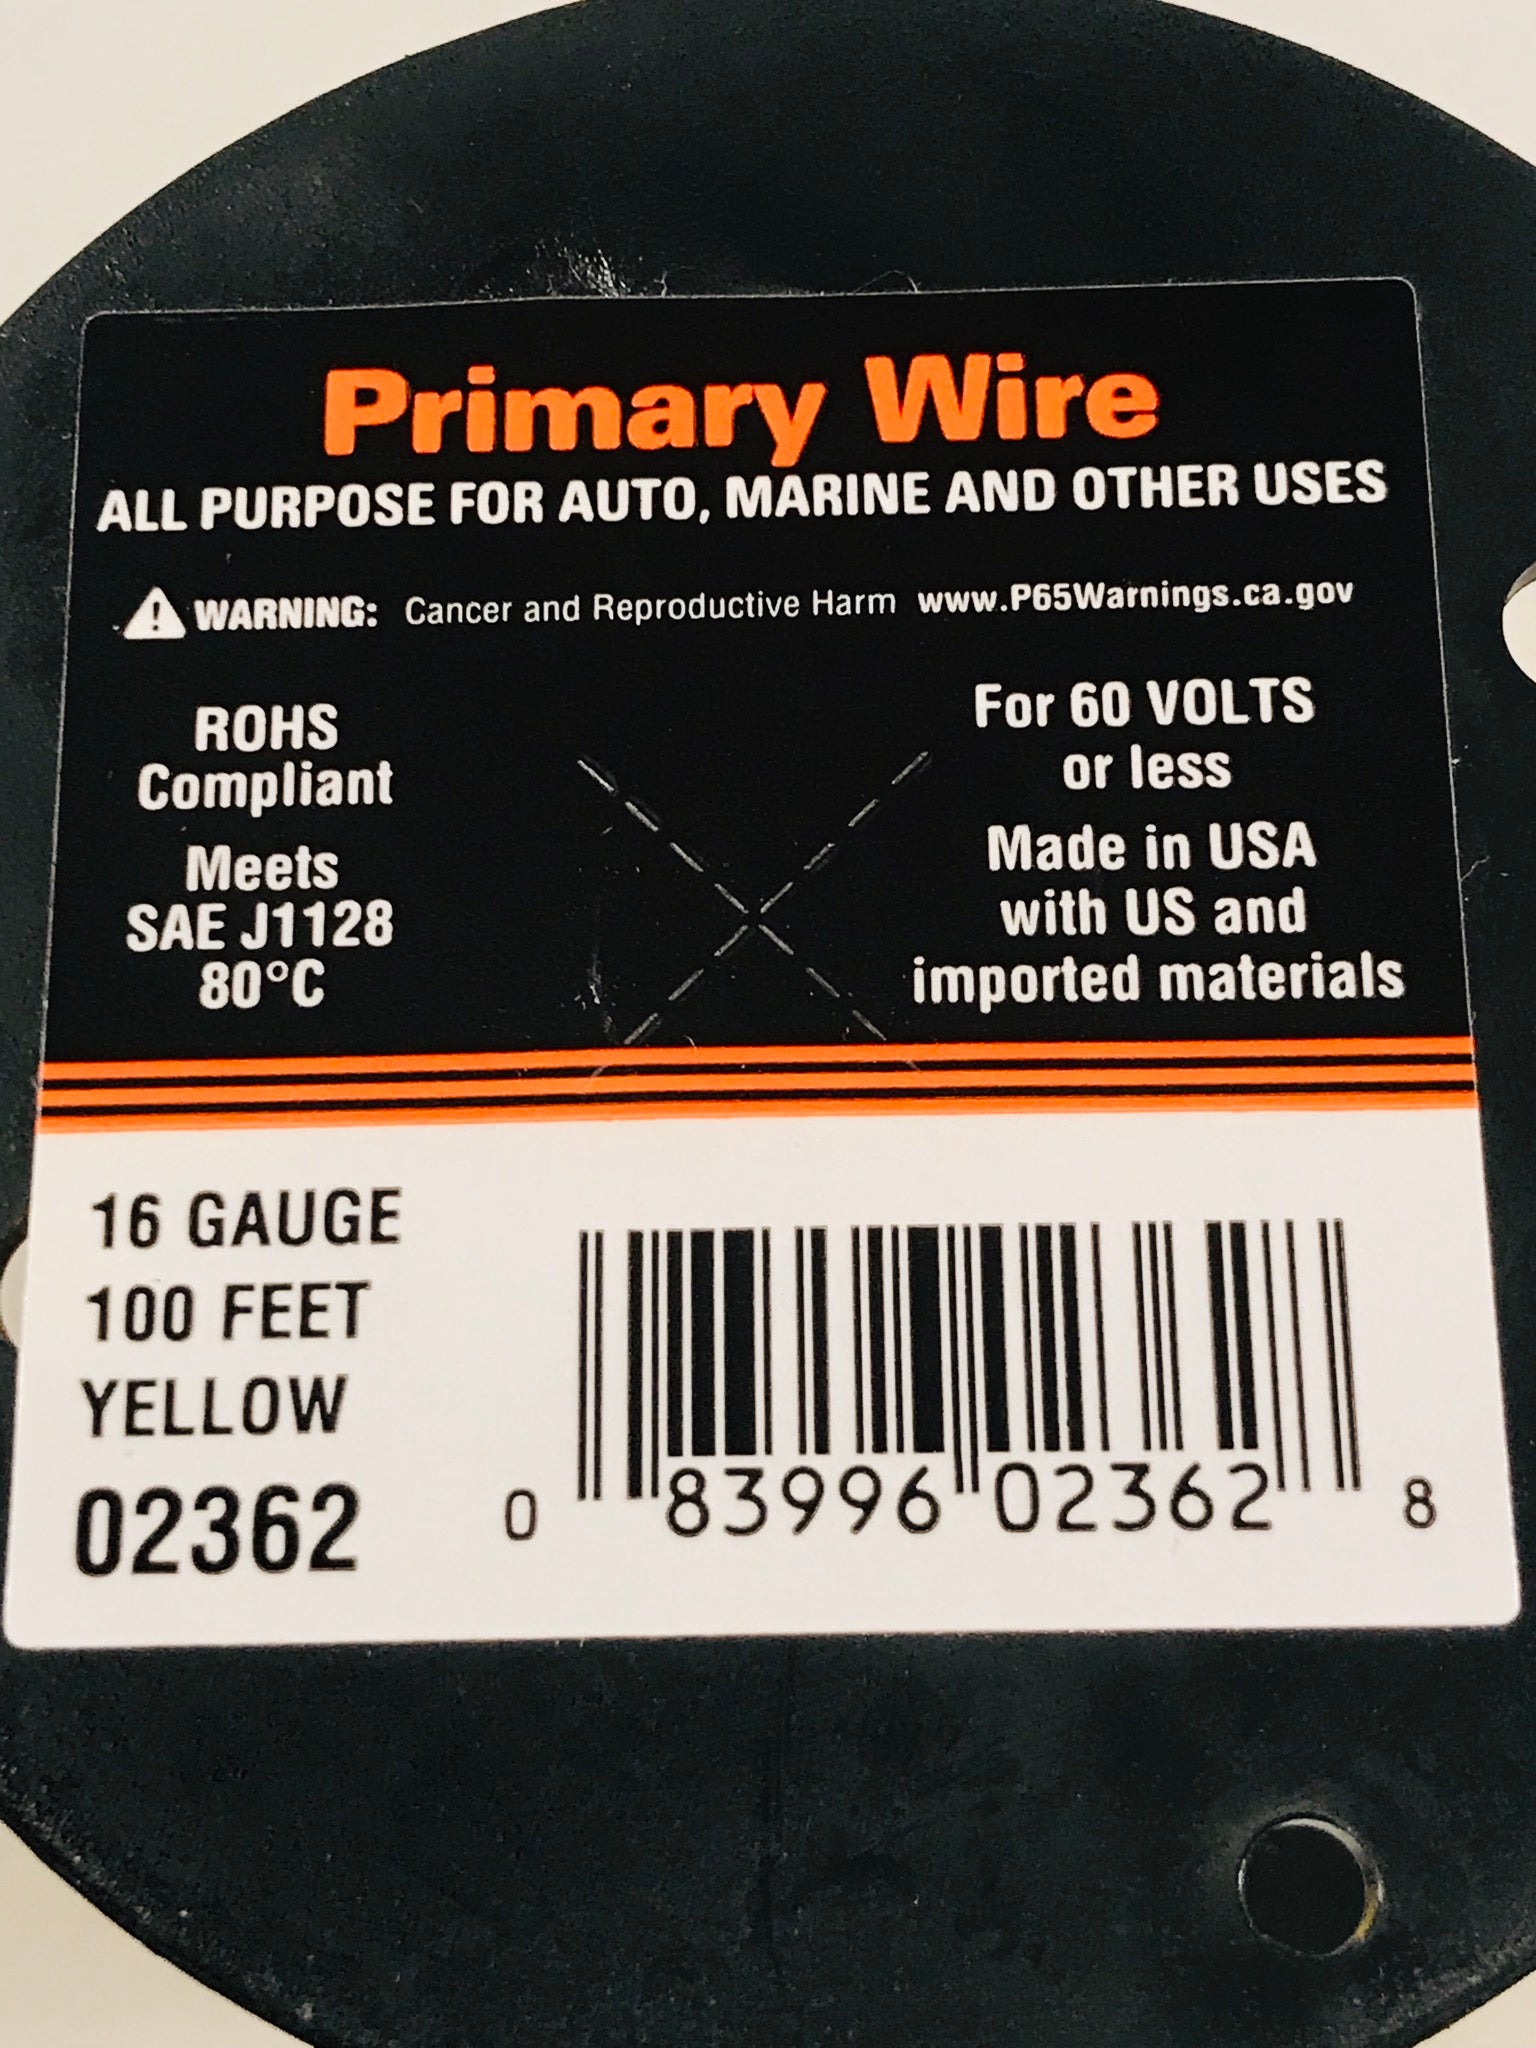 Primary Wire
ALL PURPOSE FOR AUTO, MARINE AND OTHER USES
WARNING: Cancer and Reproductive Harm www.P65Warnings.ca.gov
ROHS
Compliant
Meets
SAE J1128
80°C
For 60 VOLTS
or less
Made in USA
with US and
imported materials
16 GAUGE
100 FEET
YELLOW
02362
0 83996 02362 8